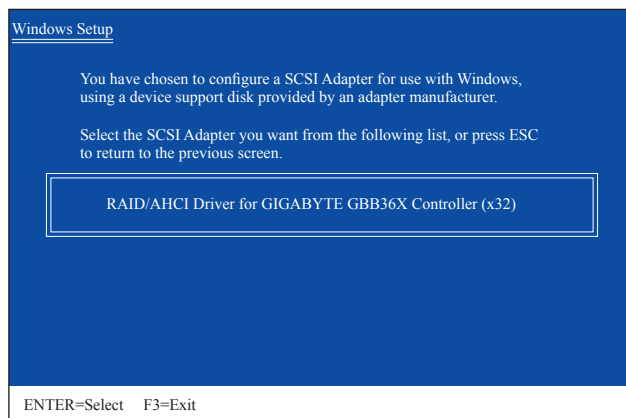 Windows Setup
You have chosen to configure a SCSI Adapter for use with Windows,
using a device support disk provided by an adapter manufacturer.
Select the SCSI Adapter you want from the following list, or press ESC
to return to the previous screen.
RAID/AHCI Driver for GIGABYTE GBB36X Controller (x32)
ENTER=Select F3=Exit